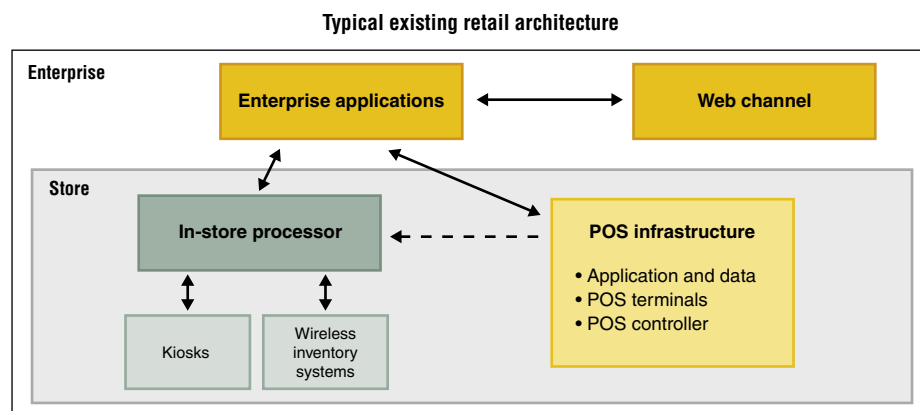 Typical existing retail architecture
Enterprise
Enterprise applications
Web channel
Store
In-store processor
POS infrastructure
• Application and data
• POS terminals
• POS controller
Kiosks
Wireless
inventory
systems